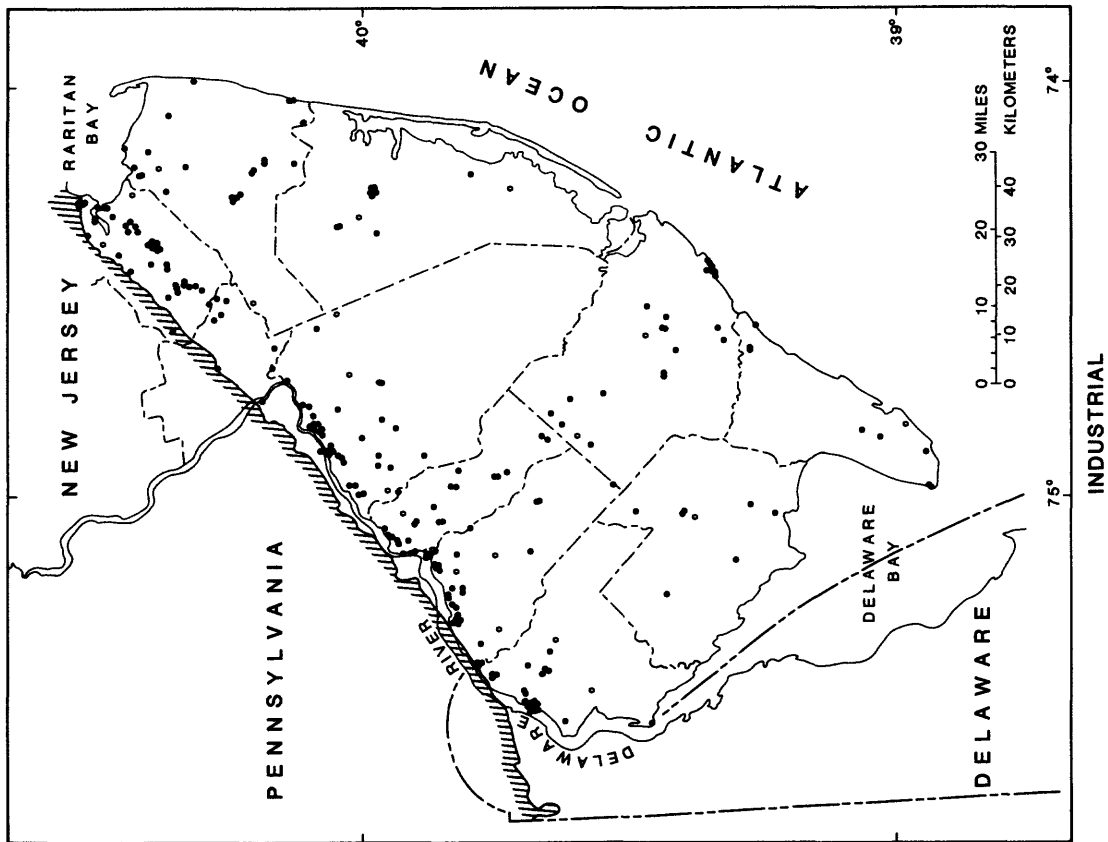 RARITAN
BAY
NEW JERSEY
40°
ATLANTIC OCEAN
PENNSYLVANIA
DELAWARE RIVER
39°
0 10 20 30 MILES
0 10 20 30 40 KILOMETERS
DELAWARE
BAY
DELAWARE
75°
74°
INDUSTRIAL